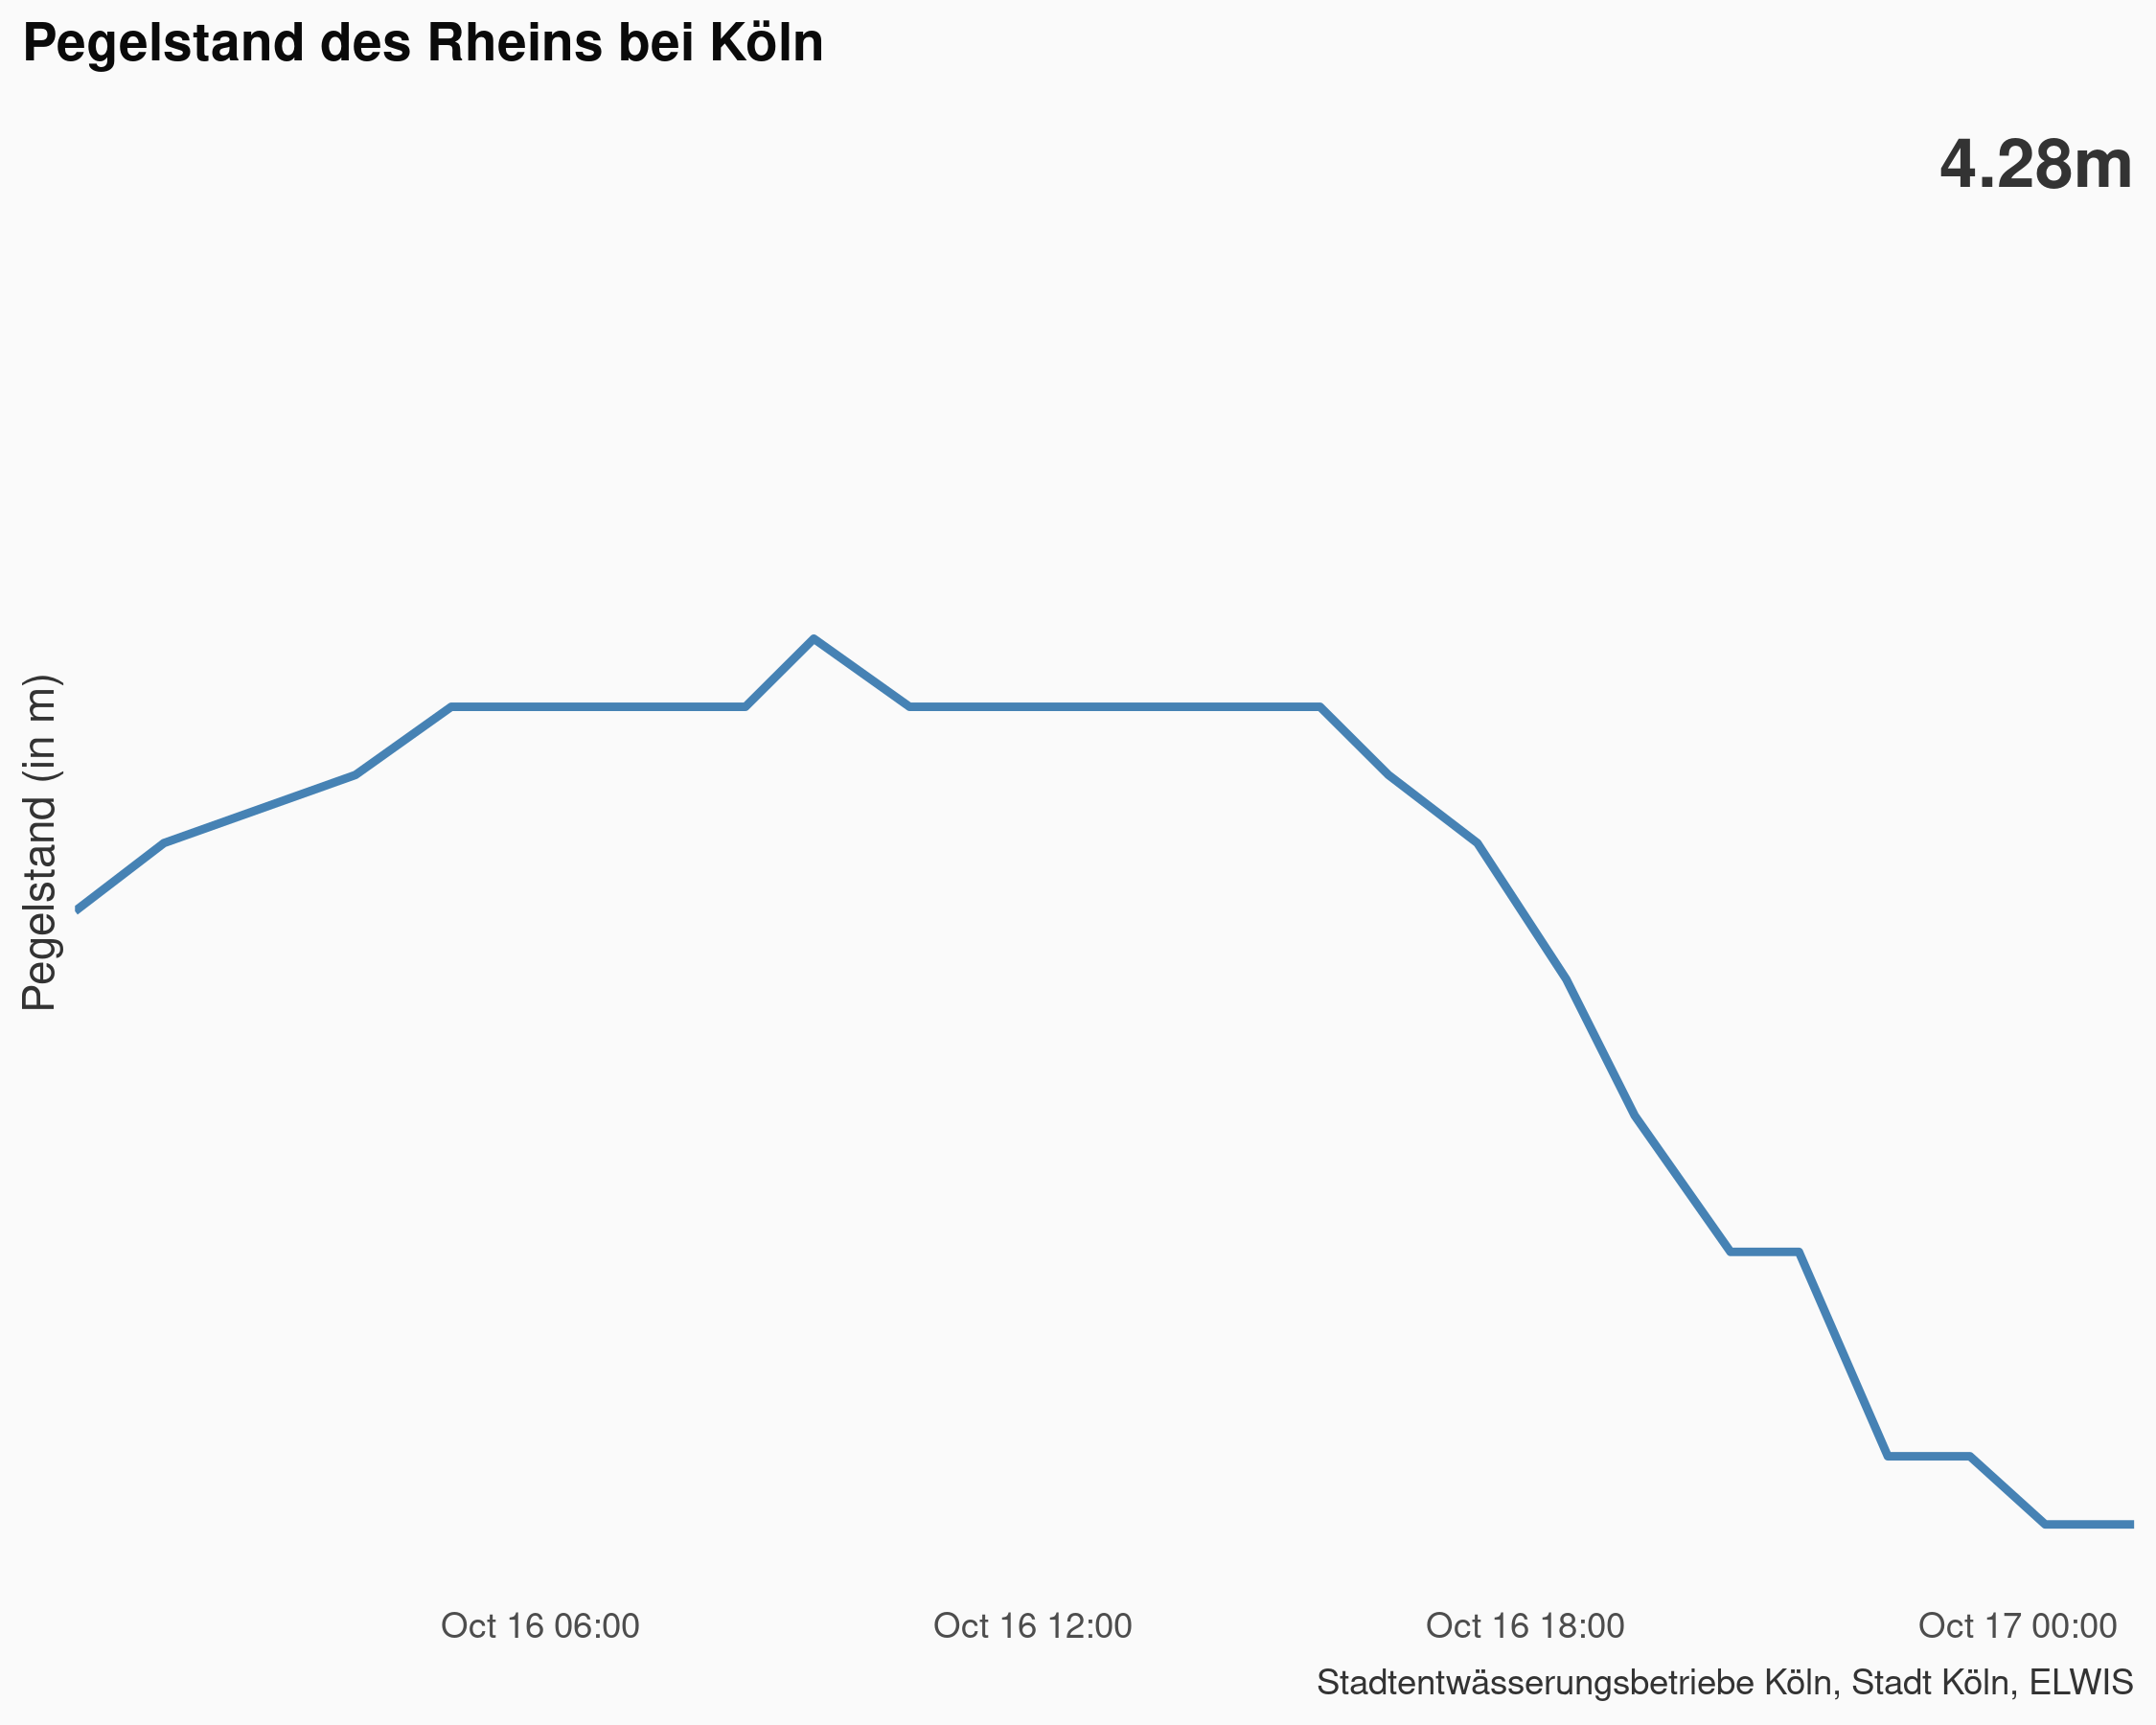 Pegelstand des Rheins bei Köln
4.28m
Pegelstand (in m)
Oct 16 06:00 Oct 16 12:00 Oct 16 18:00 Oct 17 00:00
Stadtentwässerungsbetriebe Köln, Stadt Köln, ELWIS